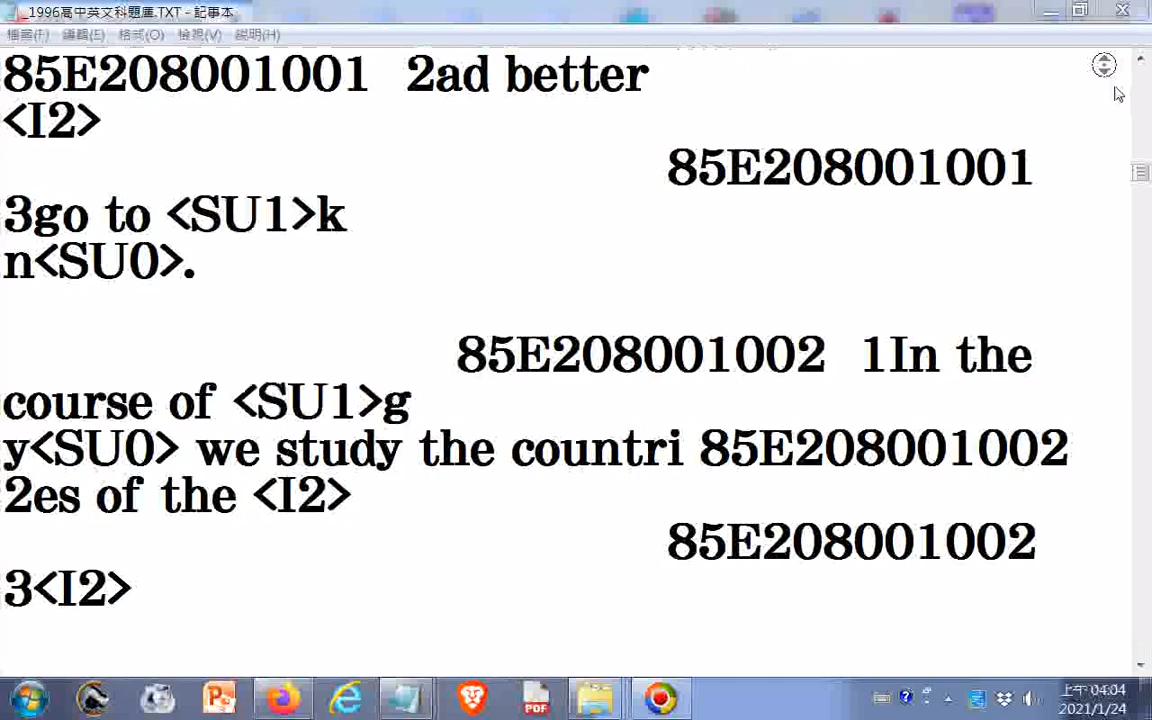 _1996高中英文科題庫.TXT - 記事本
檔案(F) 編輯(E) 格式(O) 檢視(V) 說明(H)
85E208001001 2ad better
<I2>
85E208001001
3go to <SU1>k
n<SU0>.
85E208001002 1In the
course of <SU1>g
y<SU0> we study the countri 85E208001002
2es of the <I2>
85E208001002
3<I2>
PDF
上午 04:04
2021/1/24